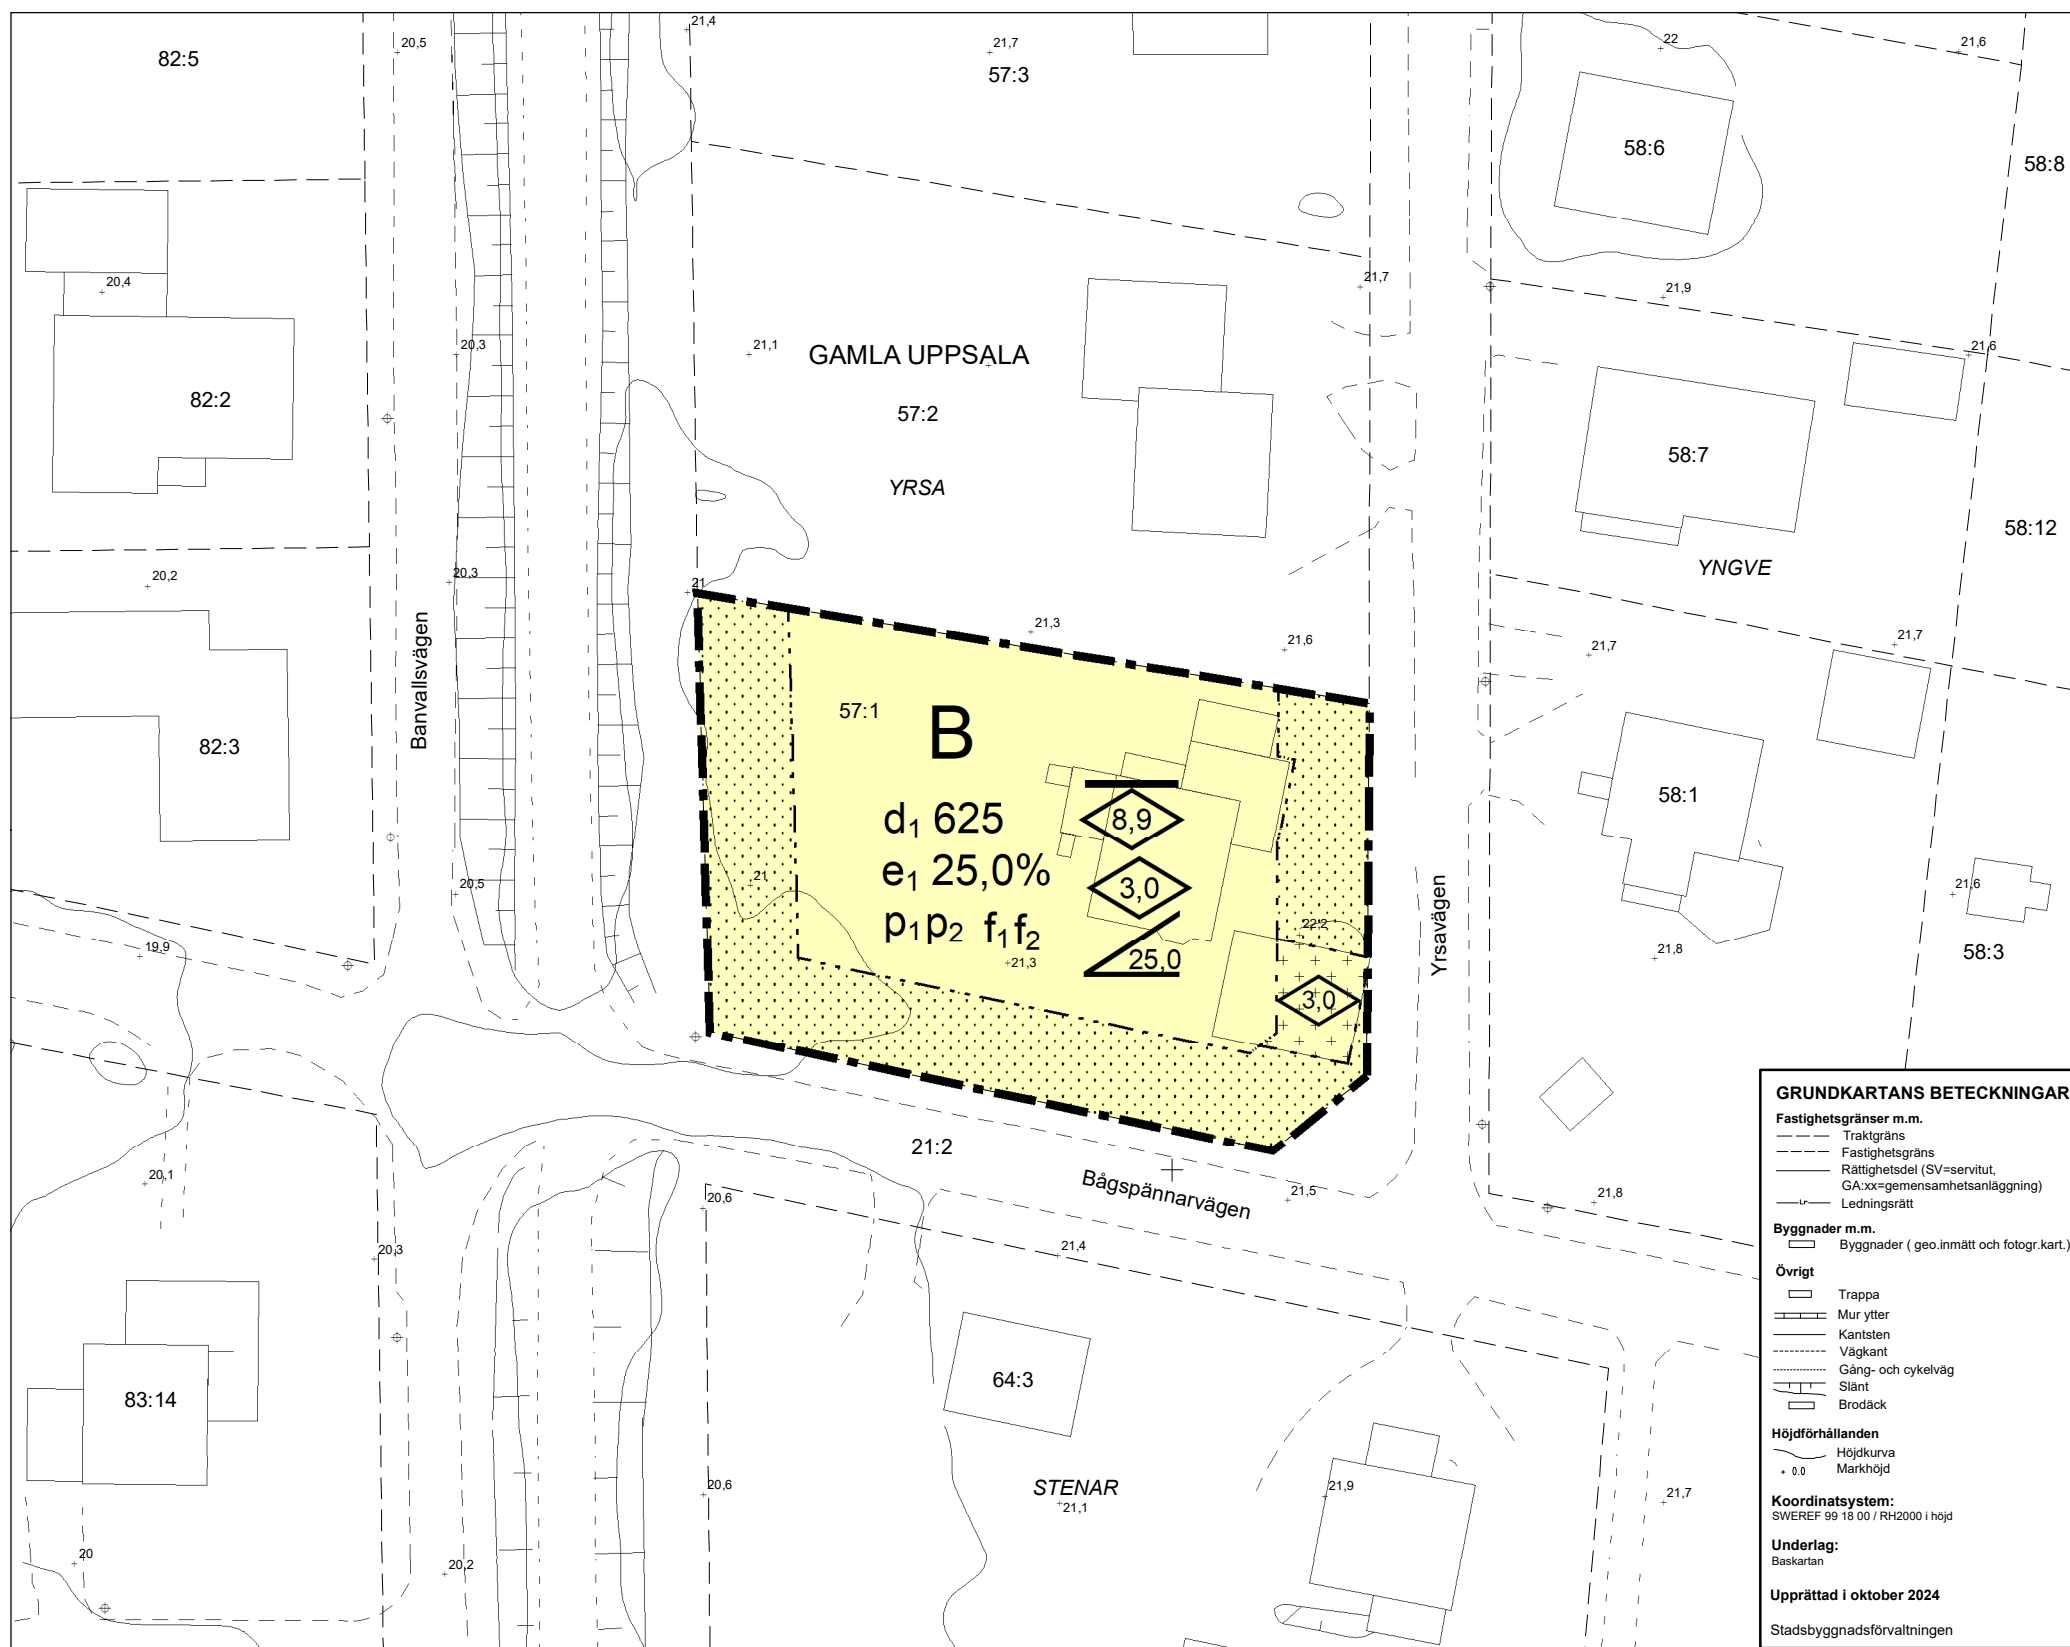 82:5
20,5
21,4
21,7
57:3
22
21,6
58:6
58:8
20,4
82:2
20,3
21,1
GAMLA UPPSALA
57:2
YRSA
21,7
21,9
21,6
58:7
58:12
YNGVE
20,2
20,3
21
21,3
21,6
21,7
21,7
Banvallsvägen
82:3
57:1
B
d1 625
e1 25,0%
p1p2 f1f2
8,9
3,0
25,0
3,0
21
21,3
22,2
Yrsavägen
58:1
21,6
21,8
58:3
20,5
19,9
21:2
Bågspännarvägen
20,1
20,3
20,6
21,5
21,4
21,8
83:14
64:3
STENAR
21,1
20,6
21,9
21,7
20
20,2
GRUNDKARTANS BETECKNINGAR
Fastighetsgränser m.m.
Traktgräns
Fastighetsgräns
Rättighetsdel (SV=servitut,
GA:xx=gemensamhetsanläggning)
Lr
Ledningsrätt
Byggnader m.m.
Byggnader ( geo.inmätt och fotogr.kart.)
Övrigt
Trappa
Mur ytter
Kantsten
Vägkant
Gång- och cykelväg
Slänt
Brodäck
Höjdförhållanden
Höjdkurva
0.0 Markhöjd
Koordinatsystem:
SWEREF 99 18 00 / RH2000 i höjd
Underlag:
Baskartan
Upprättad i oktober 2024
Stadsbyggnadsförvaltningen